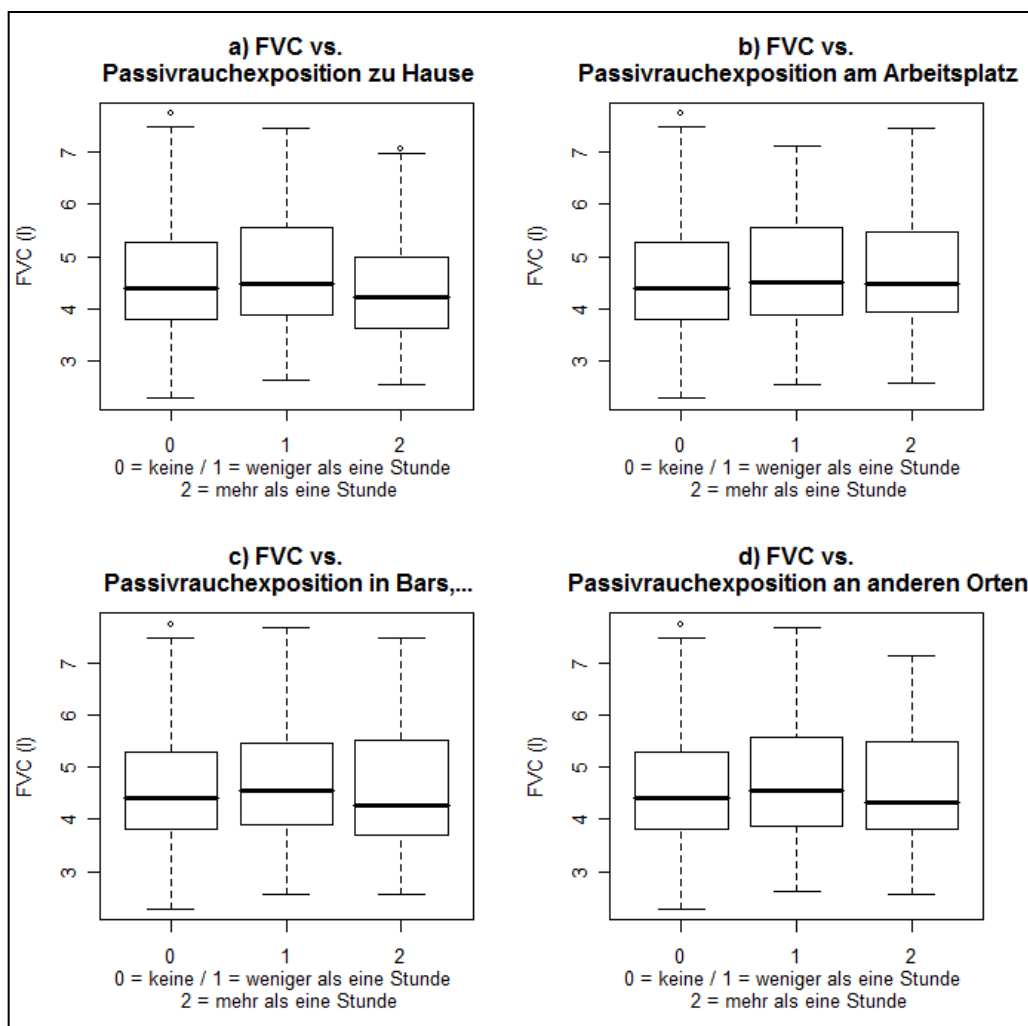 a) FVC vs.
Passivrauchexposition zu Hause
FVC (l)
7
6
5
4
3
0 1 2
0 = keine / 1 = weniger als eine Stunde
2 = mehr als eine Stunde
b) FVC vs.
Passivrauchexposition am Arbeitsplatz
FVC (l)
7
6
5
4
3
0 1 2
0 = keine / 1 = weniger als eine Stunde
2 = mehr als eine Stunde
c) FVC vs.
Passivrauchexposition in Bars,...
FVC (l)
7
6
5
4
3
0 1 2
0 = keine / 1 = weniger als eine Stunde
2 = mehr als eine Stunde
d) FVC vs.
Passivrauchexposition an anderen Orten
FVC (l)
7
6
5
4
3
0 1 2
0 = keine / 1 = weniger als eine Stunde
2 = mehr als eine Stunde